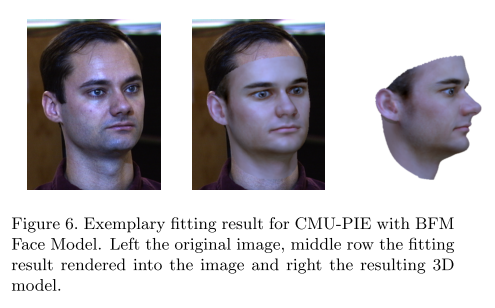 Figure 6. Exemplary fitting result for CMU-PIE with BFM
Face Model. Left the original image, middle row the fitting
result rendered into the image and right the resulting 3D
model.